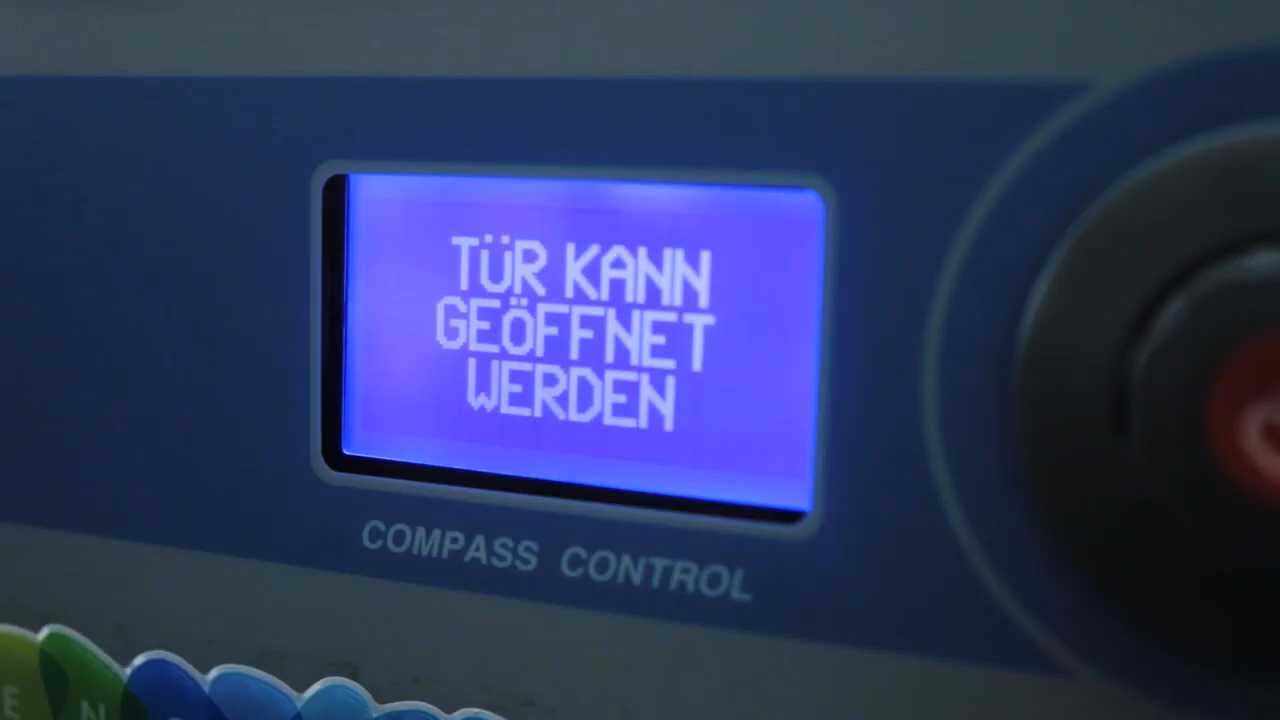 TÜR KANN
GEÖFFNET
WERDEN
COMPASS CONTROL
E N